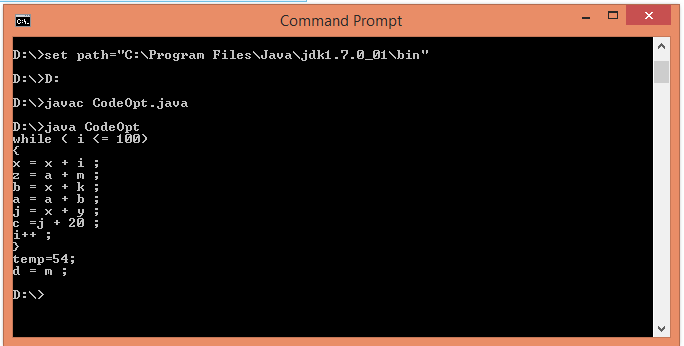 Command Prompt
D:\>set path="C:\Program Files\Java\jdk1.7.0_01\bin"
D:\>D:
D:\>javac CodeOpt.java
D:\>java CodeOpt
while ( i <= 100)
{
x = x + i ;
z = a + m ;
b = x + k ;
a = a + b ;
j = x + y ;
c =j + 20 ;
i++ ;
}
temp=54;
d = m ;
D:\>